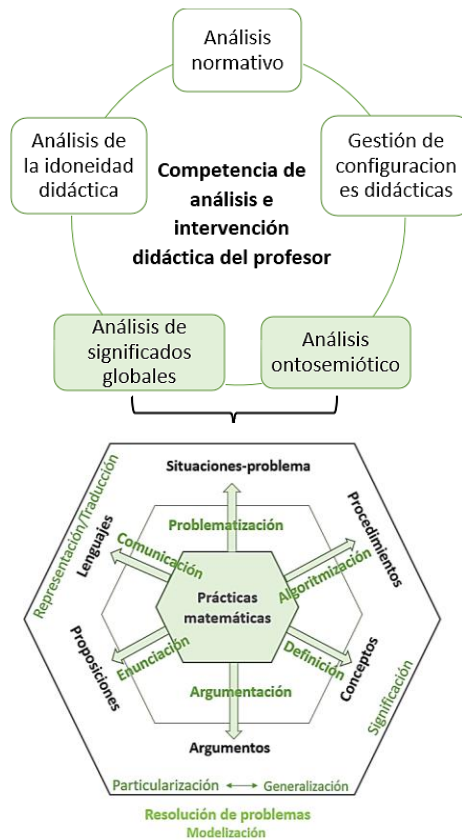 Análisis
normativo
Análisis de
la idoneidad
didáctica
Gestión de
configuracion
es didácticas
Competencia de
análisis e
intervención
didáctica del profesor
Análisis de
significados
globales
Análisis
ontosemiótico
Situaciones-problema
Representación/Traducción
Lenguajes
Problematización
Procedimientos
Comunicación
Algoritmización
Prácticas
matemáticas
Proposiciones
Enunciación
Definición
Conceptos
Argumentación
Significación
Argumentos
Particularización
Generalización
Resolución de problemas
Modelización